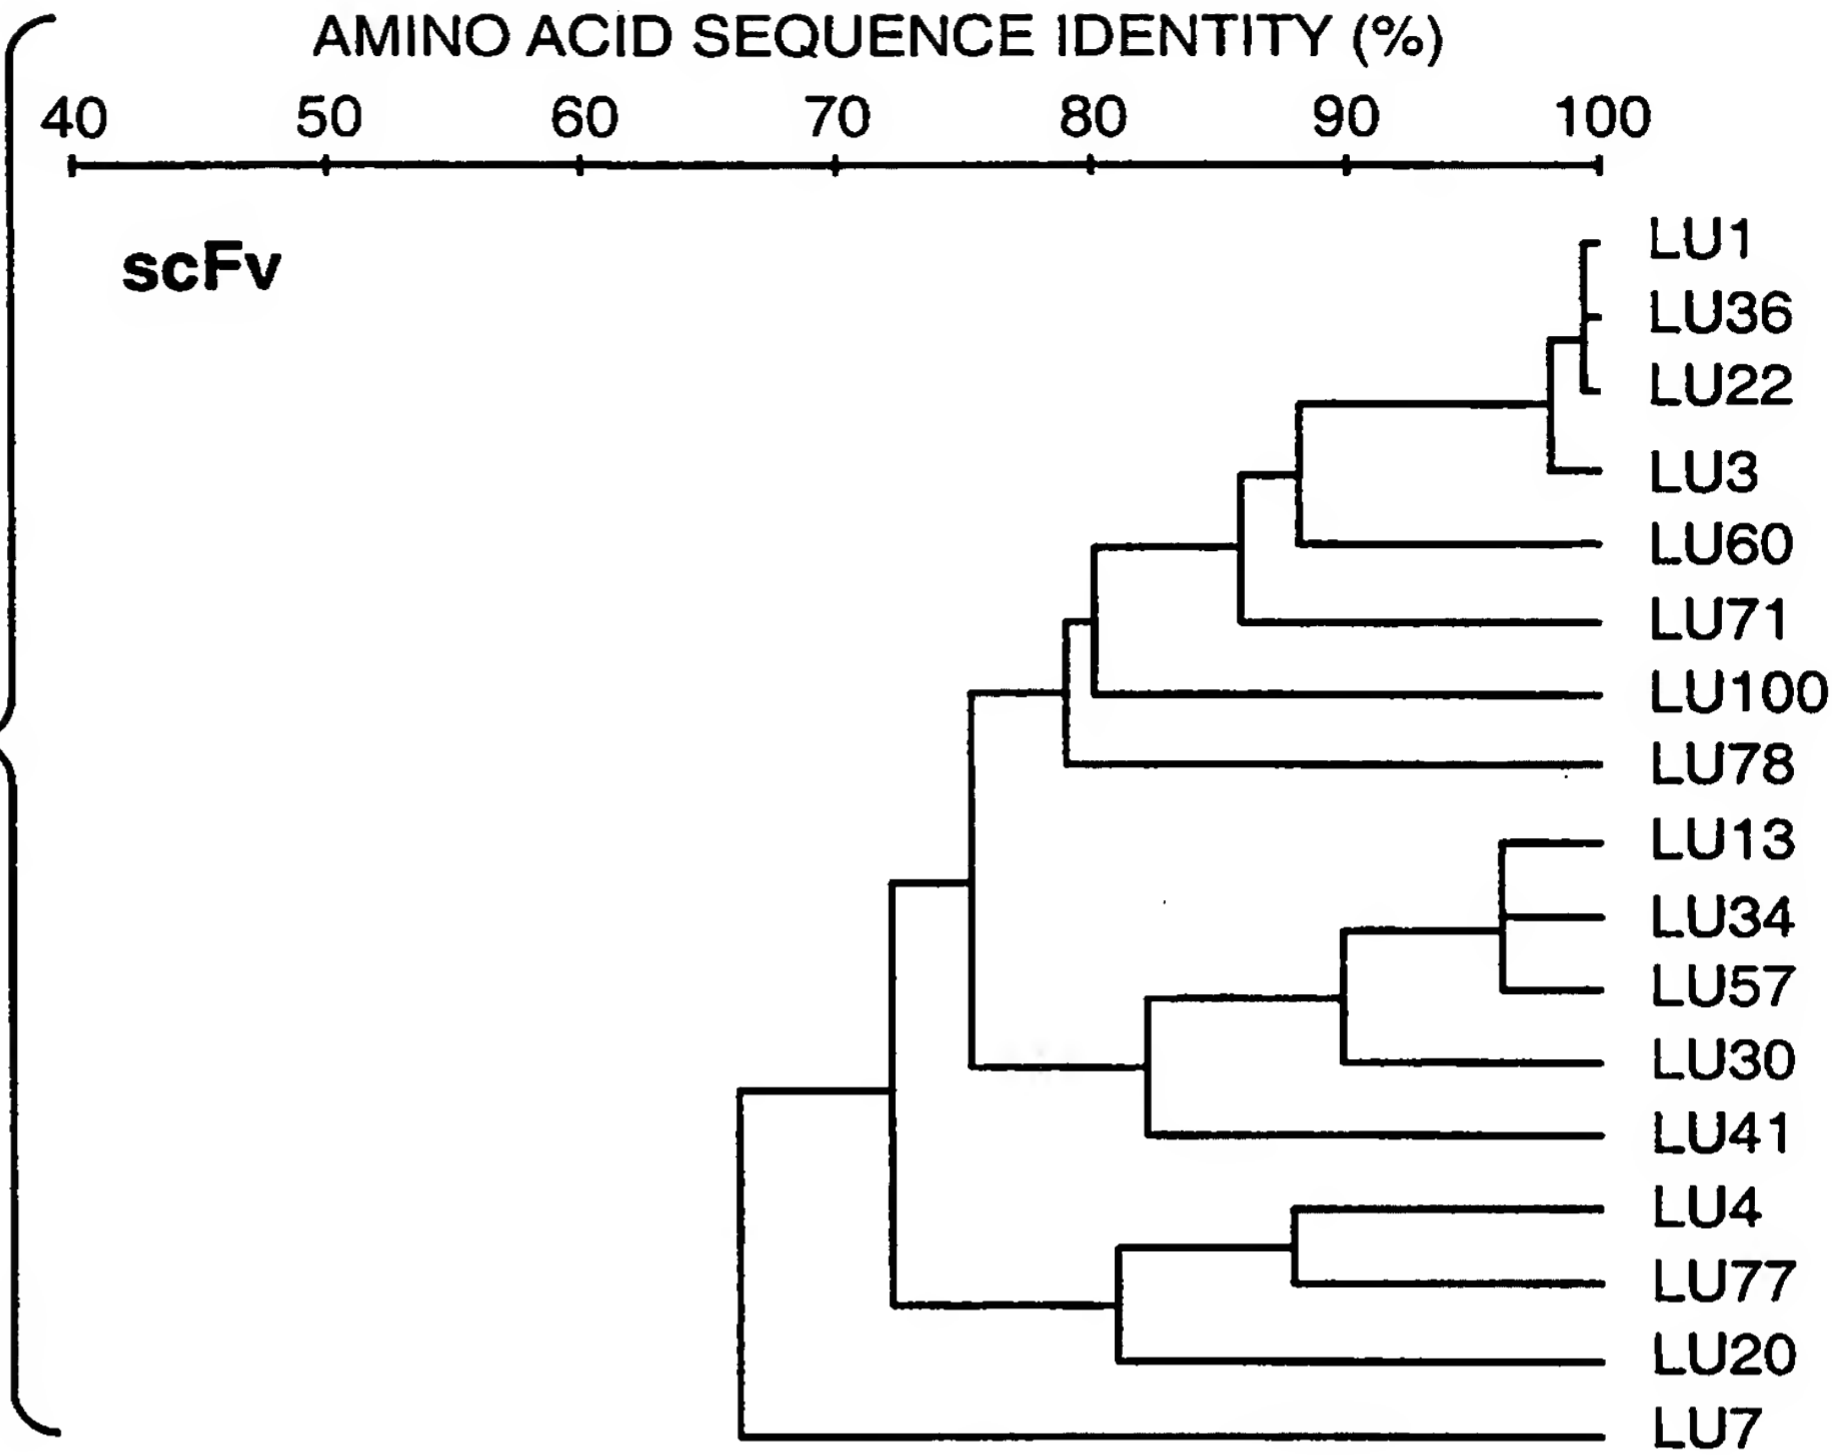 AMINO ACID SEQUENCE IDENTITY (%)
40 50 60 70 80 90 100
scFv
LU1
LU36
LU22
LU3
LU60
LU71
LU100
LU78
LU13
LU34
LU57
LU30
LU41
LU4
LU77
LU20
LU7